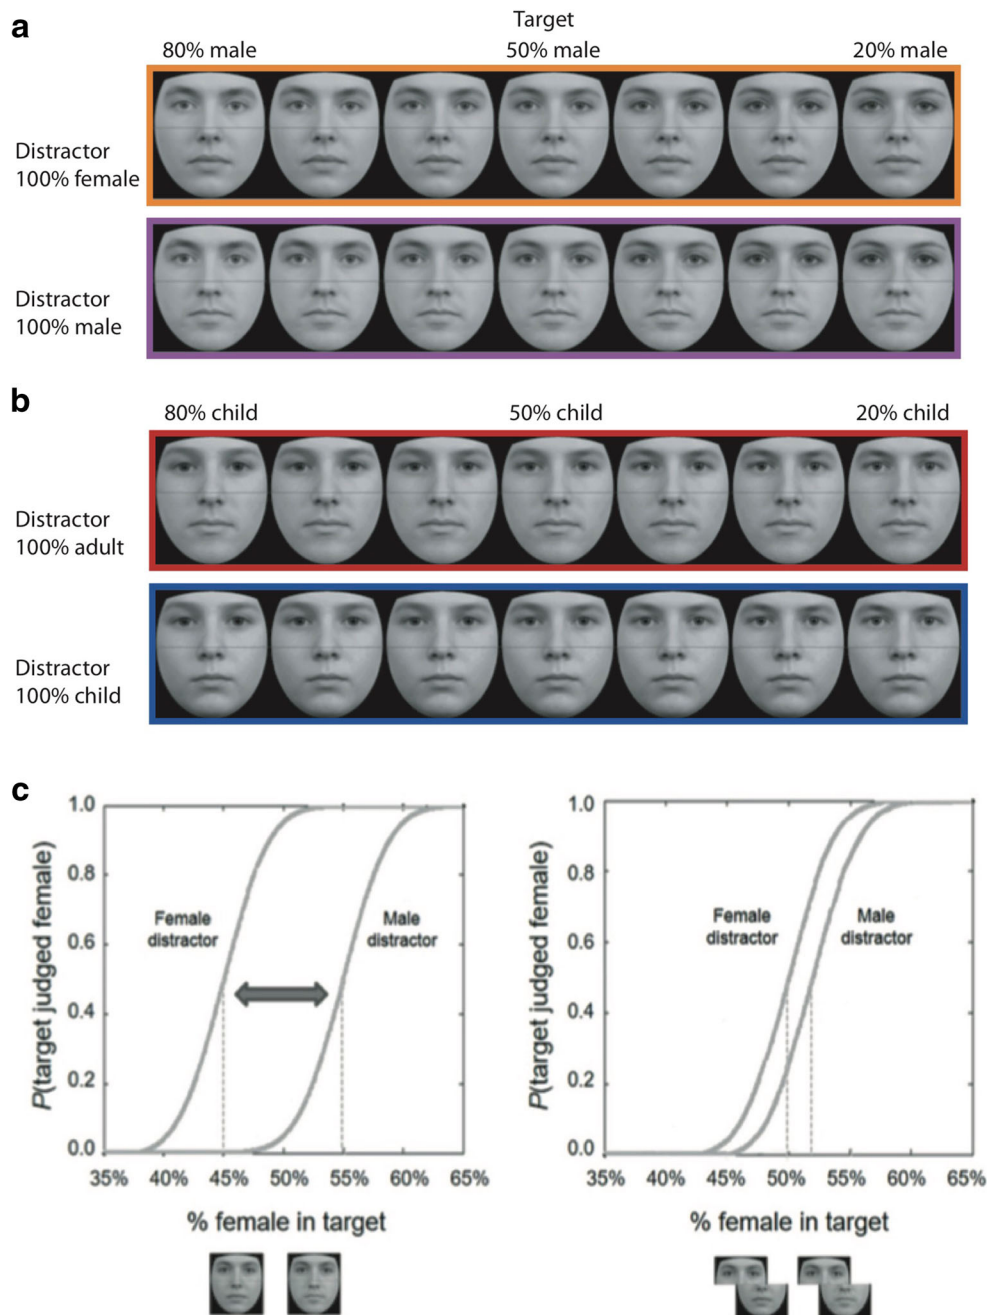 a
Target
80% male 50% male 20% male
Distractor
100% female
Distractor
100% male
b
80% child 50% child 20% child
Distractor
100% adult
Distractor
100% child
c
P(target judged female)
1.0
0.8
0.6
0.4
0.2
0.0
Female
distractor
Male
distractor
35% 40% 45% 50% 55% 60% 65%
% female in target
P(target judged female)
1.0
0.8
0.6
0.4
0.2
0.0
Female
distractor
Male
distractor
35% 40% 45% 50% 55% 60% 65%
% female in target